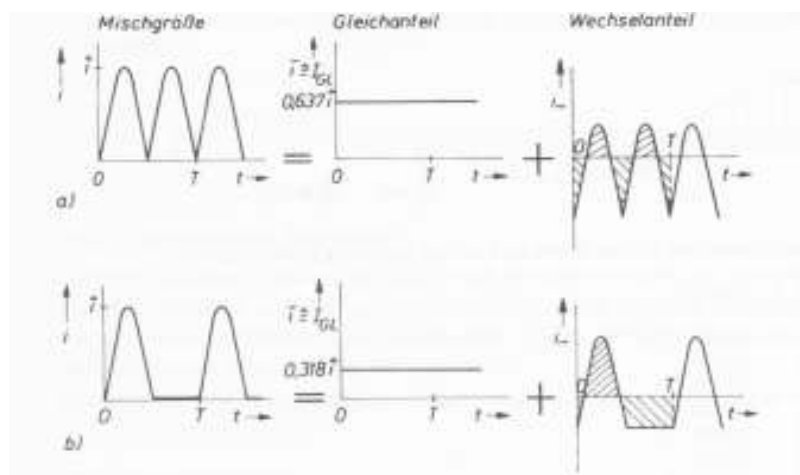 Mischgröße Gleichanteil Wechselanteil
î
i
0 T t
=
ī ≙ I_GL
0,637 î
0 T t
+
i~
0 T t
a)
î
i
0 T t
=
ī ≙ I_GL
0,318 î
0 T t
+
i~
0 T t
b)